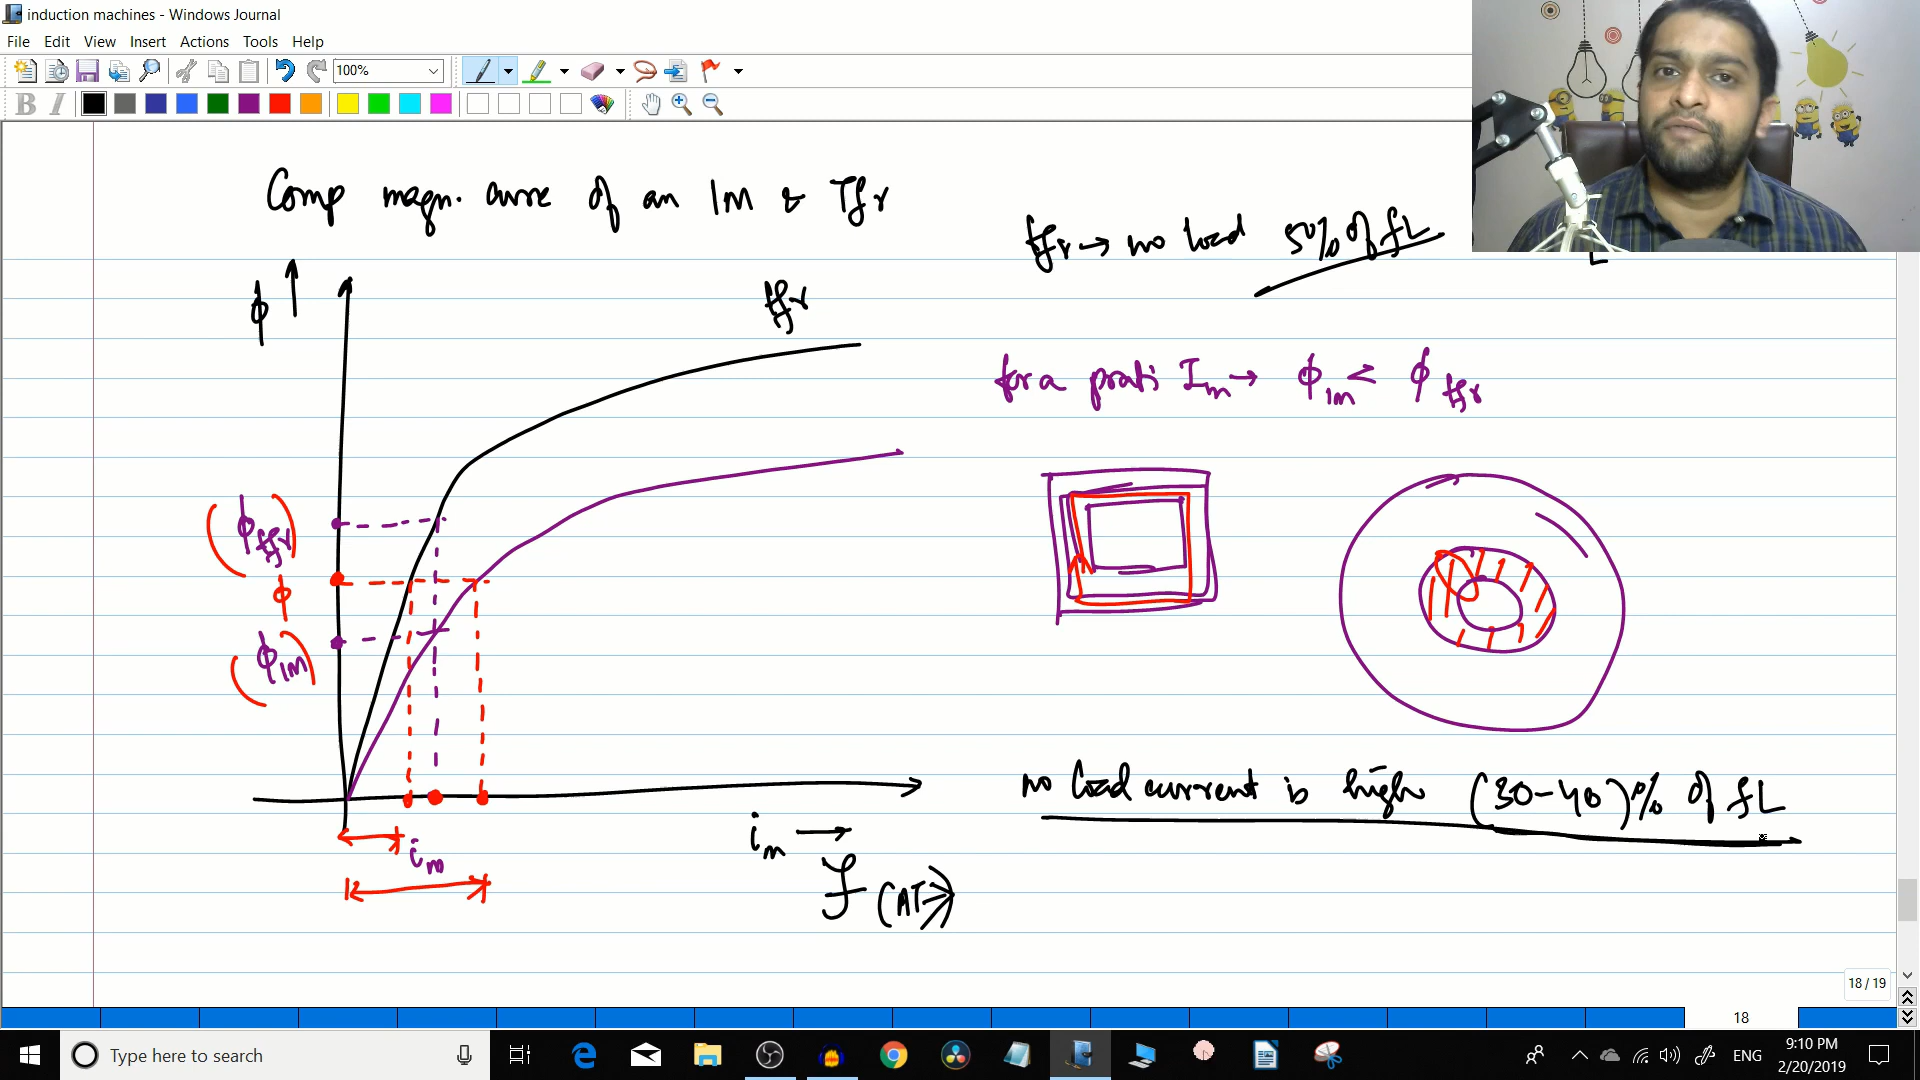 induction machines - Windows Journal
File Edit View Insert Actions Tools Help
100%
B I
Comp magn. curve of an IM & Tfr
tfr → no load 5% of fL
L
ϕ
tfr
for a parti Im → ϕIM < ϕtfr
(ϕtfr)
ϕ
(ϕIM)
no load current is high (30-40)% of fL
im →
im
F (AT)
18 / 19
18
Type here to search
ENG
9:10 PM
2/20/2019